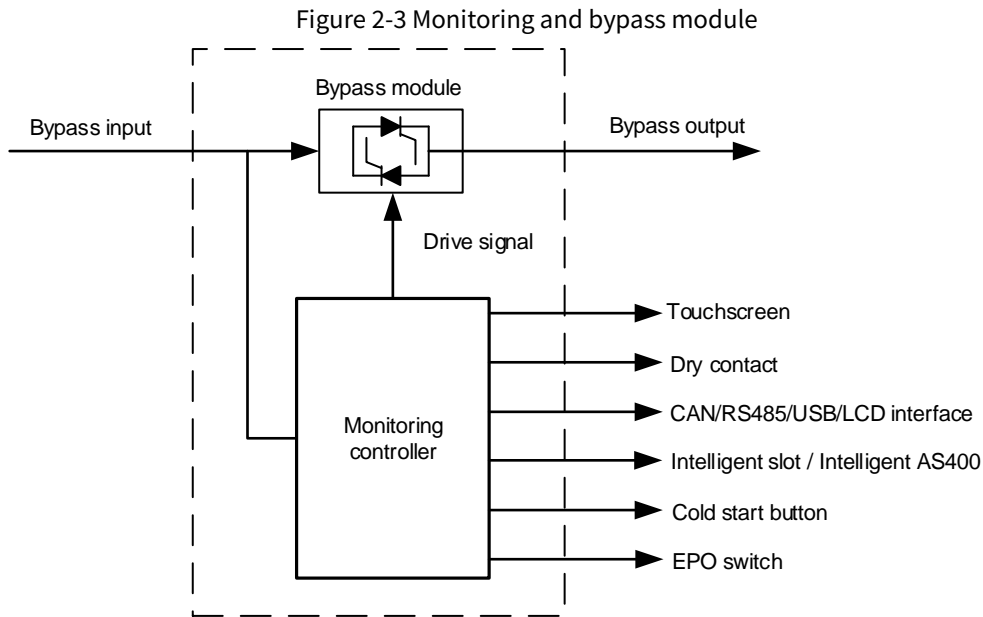 Figure 2-3 Monitoring and bypass module
Bypass module
Bypass input
Bypass output
Drive signal
Touchscreen
Dry contact
CAN/RS485/USB/LCD interface
Monitoring
controller
Intelligent slot / Intelligent AS400
Cold start button
EPO switch